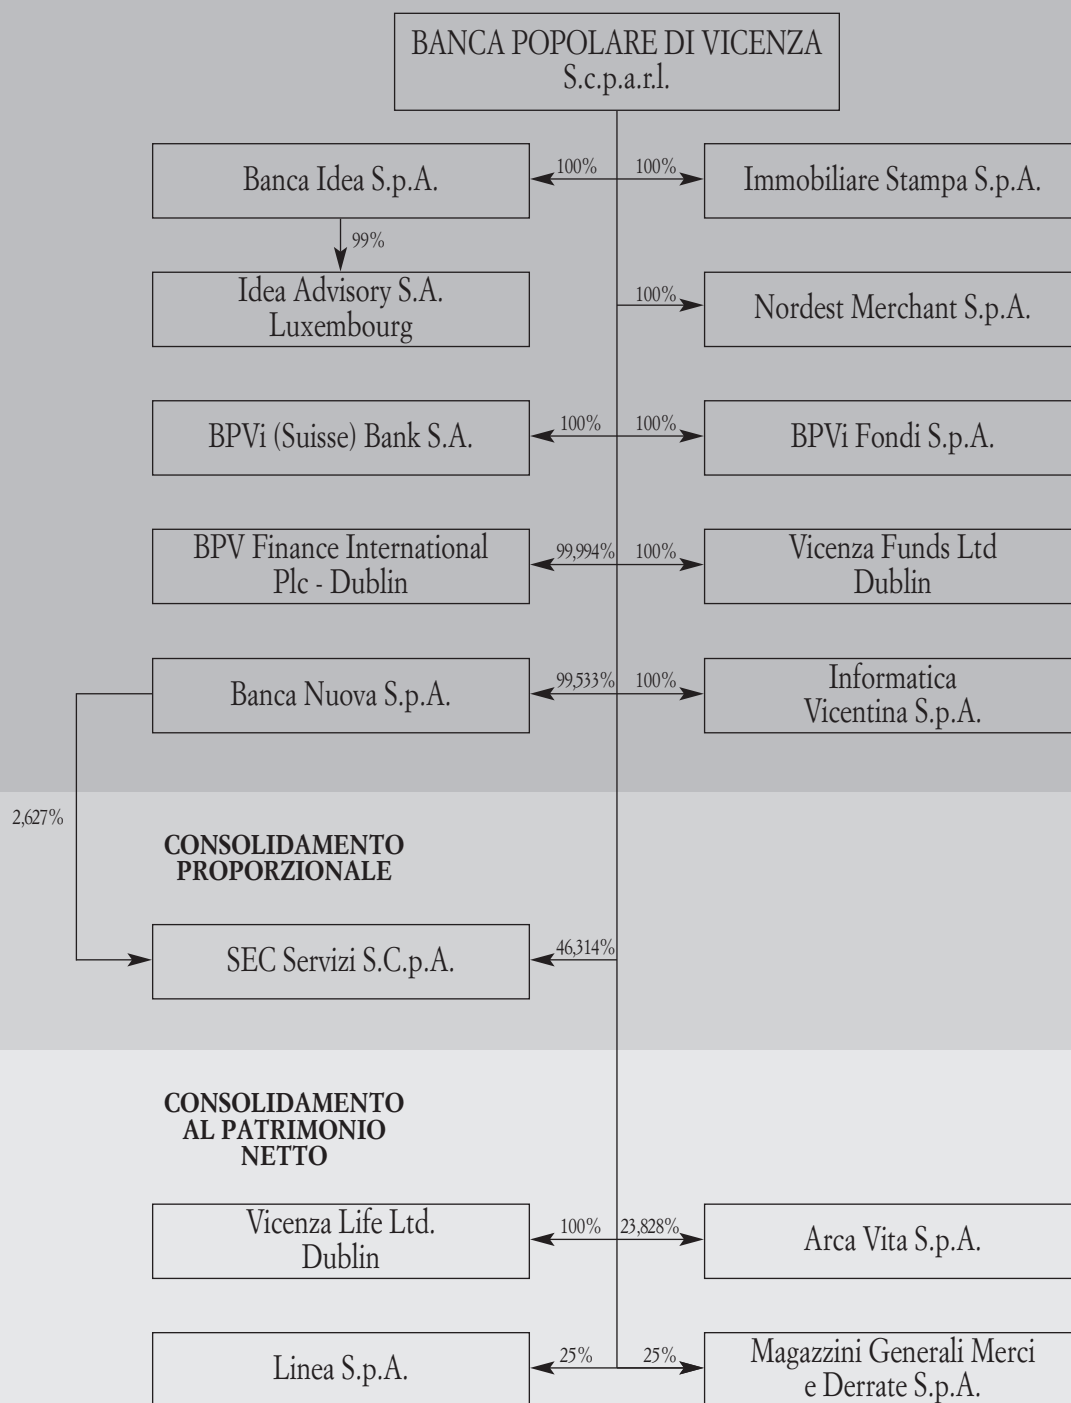 BANCA POPOLARE DI VICENZA
S.c.p.a.r.l.
Banca Idea S.p.A.
100%
100%
Immobiliare Stampa S.p.A.
99%
Idea Advisory S.A.
Luxembourg
100%
Nordest Merchant S.p.A.
BPVi (Suisse) Bank S.A.
100%
100%
BPVi Fondi S.p.A.
BPV Finance International
Plc - Dublin
99,994%
100%
Vicenza Funds Ltd
Dublin
Banca Nuova S.p.A.
99,533%
100%
Informatica
Vicentina S.p.A.
2,627%
CONSOLIDAMENTO
PROPORZIONALE
SEC Servizi S.C.p.A.
46,314%
CONSOLIDAMENTO
AL PATRIMONIO
NETTO
Vicenza Life Ltd.
Dublin
100%
23,828%
Arca Vita S.p.A.
Linea S.p.A.
25%
25%
Magazzini Generali Merci
e Derrate S.p.A.